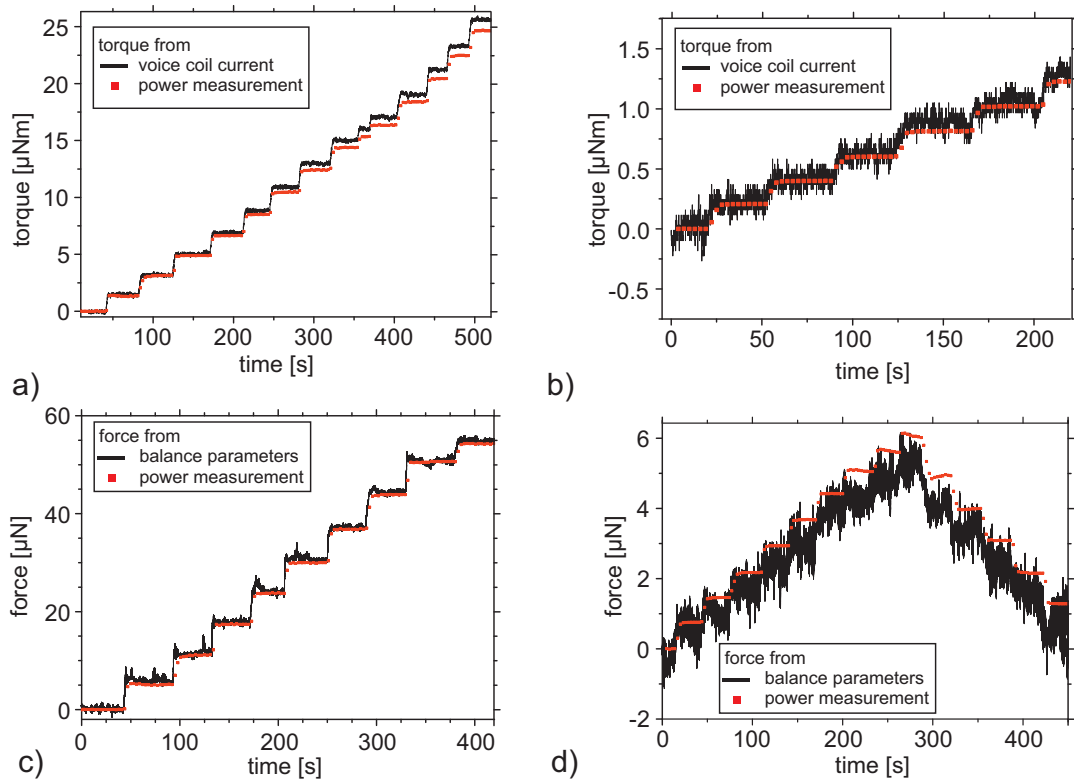 torque from
voice coil current
power measurement
torque [µNm]
25
20
15
10
5
0
100 200 300 400 500
time [s]
a)
torque from
voice coil current
power measurement
torque [µNm]
1.5
1.0
0.5
0.0
-0.5
0 50 100 150 200
time [s]
b)
force from
balance parameters
power measurement
force [µN]
60
40
20
0
0 100 200 300 400
time [s]
c)
force from
balance parameters
power measurement
force [µN]
6
4
2
0
-2
0 100 200 300 400
time [s]
d)